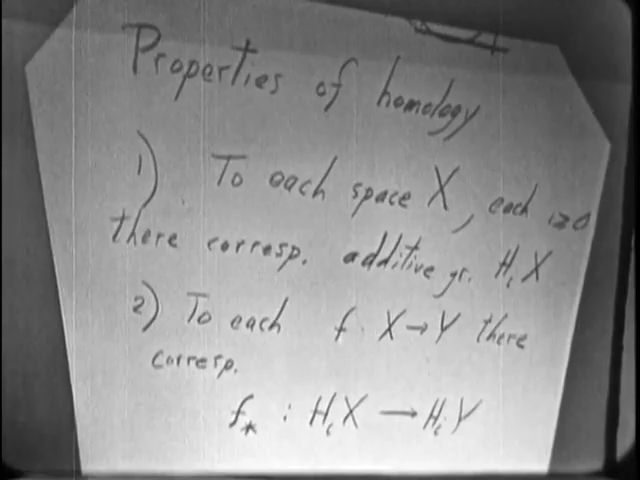 Properties of homology
1) To each space X, each i≥0
there corresp. additive gr. HᵢX
2) To each f: X→Y there
corresp.
f_* : HᵢX → HᵢY